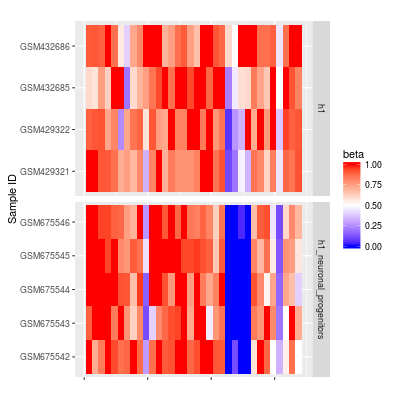 Sample ID
GSM432686
GSM432685
GSM429322
GSM429321
h1
GSM675546
GSM675545
GSM675544
GSM675543
GSM675542
h1_neuronal_progenitors
beta
1.00
0.75
0.50
0.25
0.00